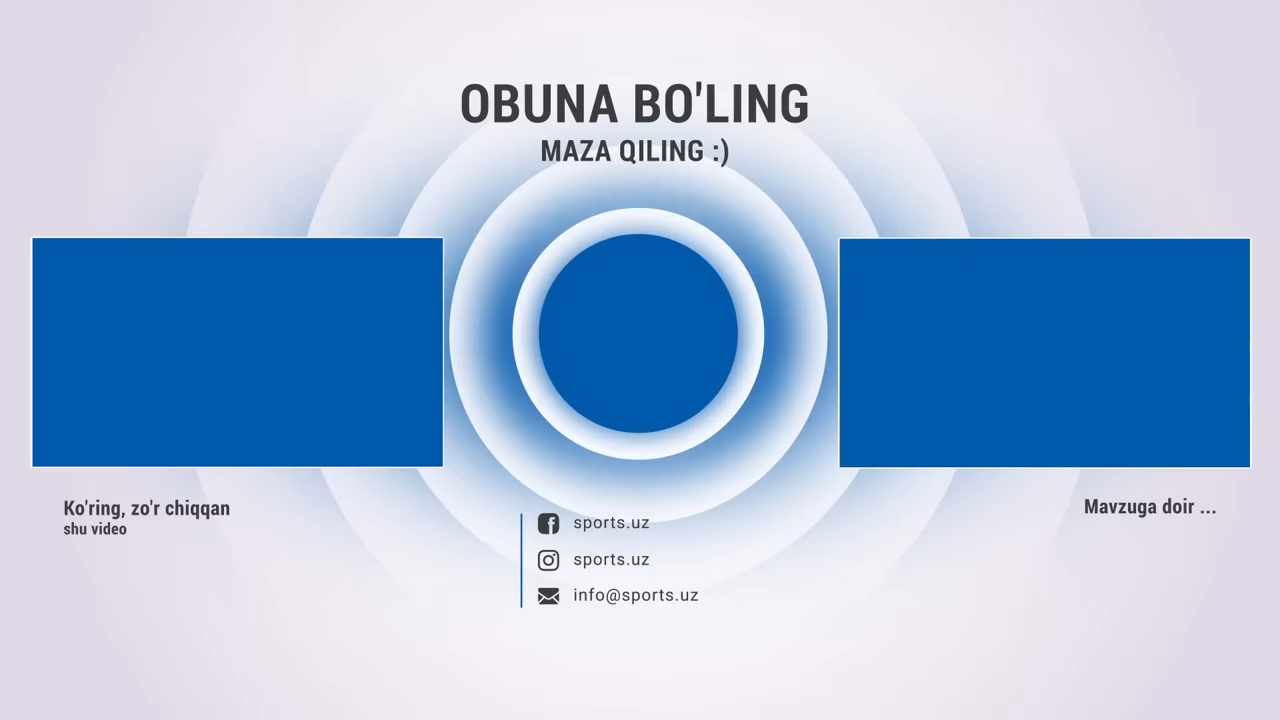 OBUNA BO'LING
MAZA QILING :)
Ko'ring, zo'r chiqqan
shu video
Mavzuga doir ...
sports.uz
sports.uz
info@sports.uz